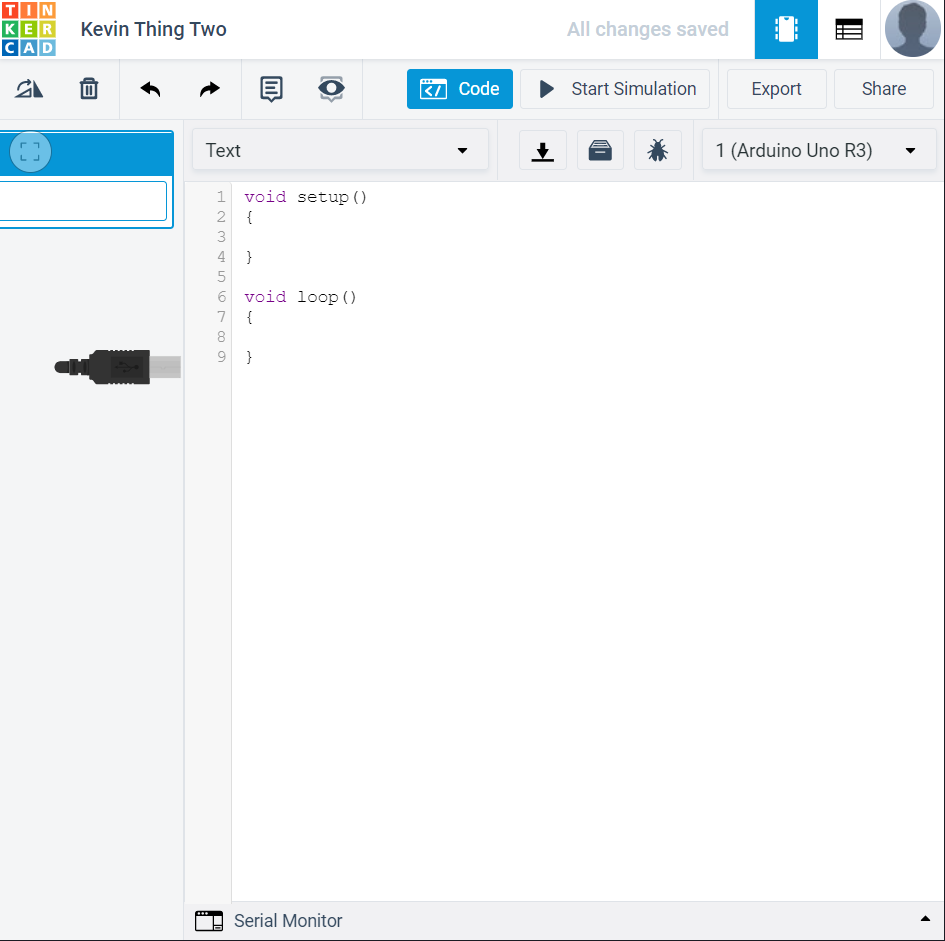 TIN
KER
CAD
Kevin Thing Two
All changes saved
Code
Start Simulation
Export
Share
Text
1 (Arduino Uno R3)
1 void setup()
2 {
3
4 }
5
6 void loop()
7 {
8
9 }
Serial Monitor